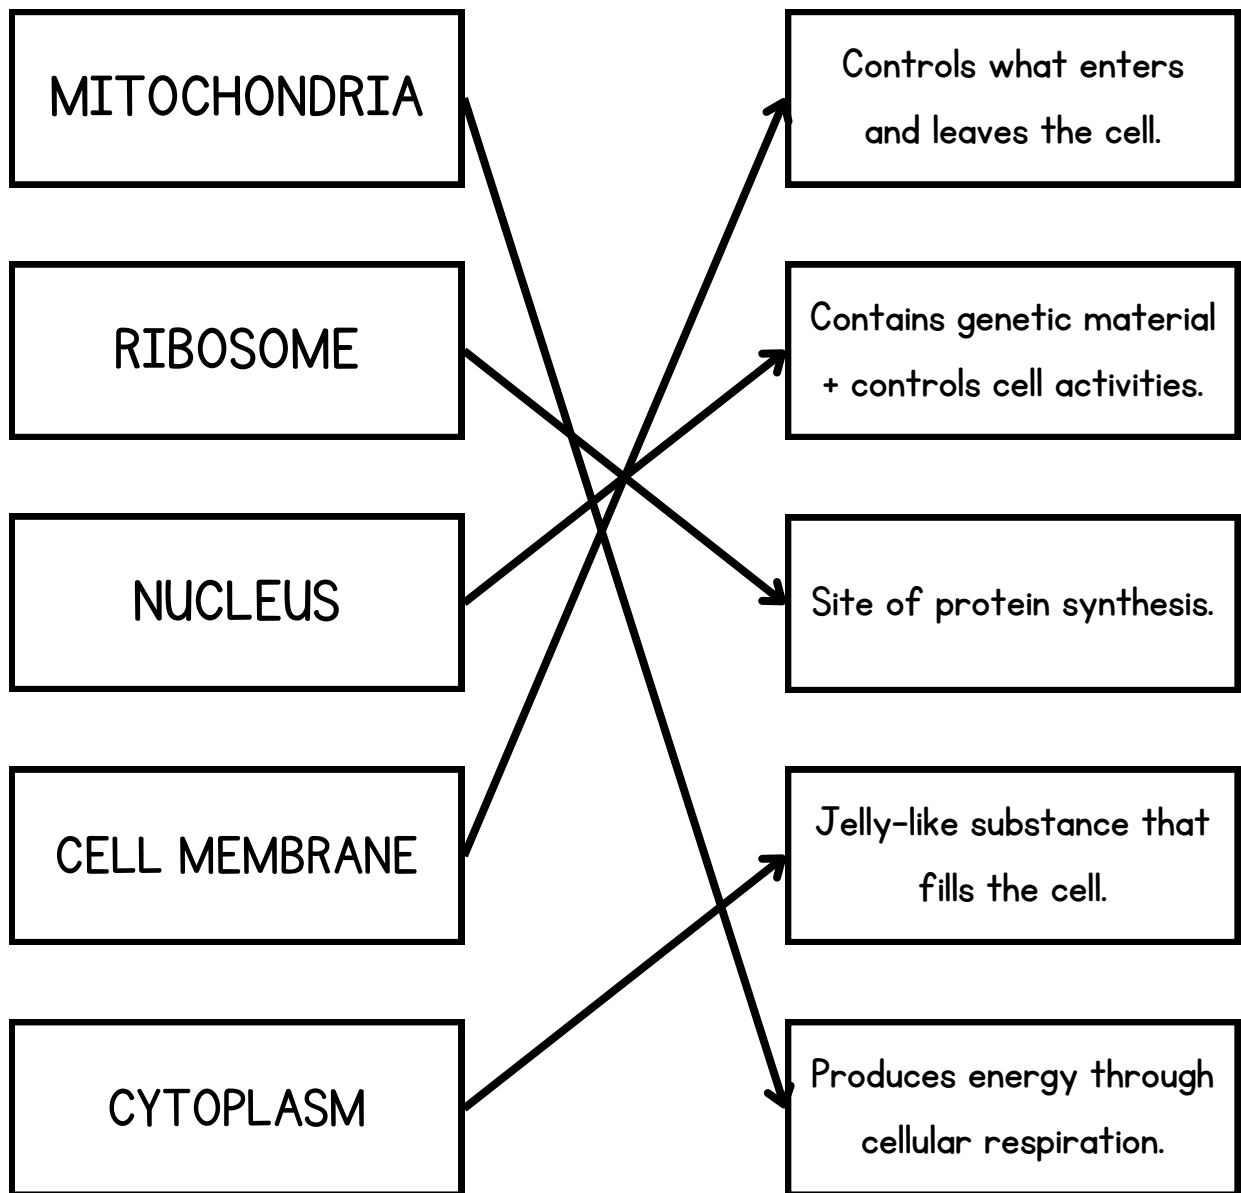 MITOCHONDRIA
Controls what enters
and leaves the cell.
RIBOSOME
Contains genetic material
+ controls cell activities.
NUCLEUS
Site of protein synthesis.
CELL MEMBRANE
Jelly-like substance that
fills the cell.
CYTOPLASM
Produces energy through
cellular respiration.